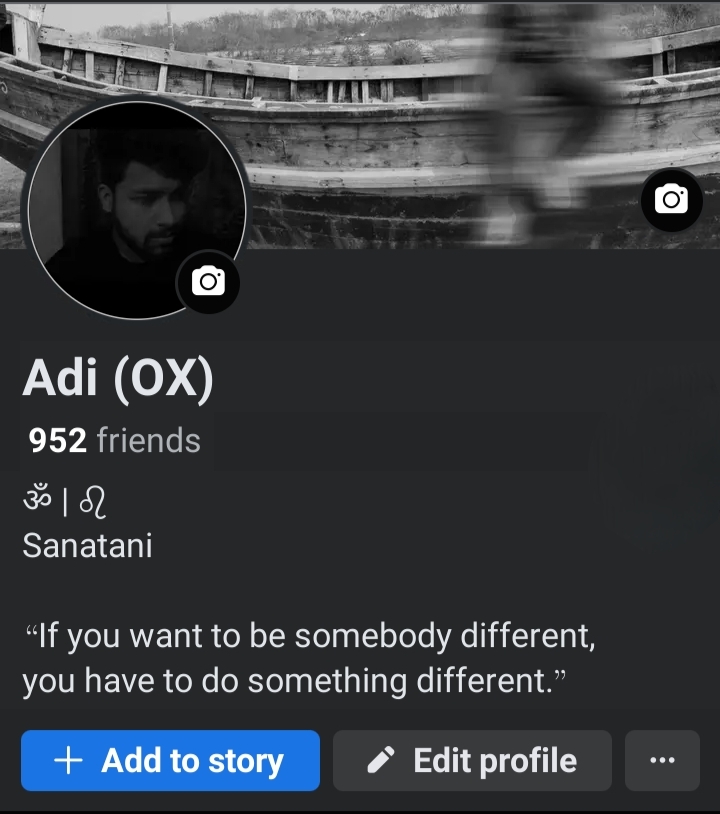 Adi (OX)
952 friends
ॐ | ♌︎
Sanatani
“If you want to be somebody different,
you have to do something different.”
+ Add to story
Edit profile
...